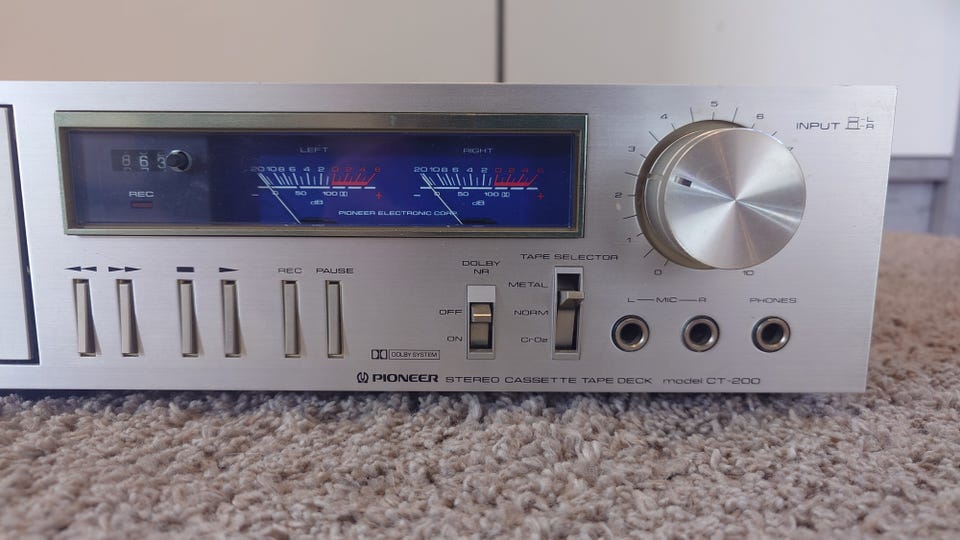 863
REC
LEFT
20 10 8 6 4 2 0 2 4 6
- 0 50 100 +
dB
RIGHT
20 10 8 6 4 2 0 2 4 6
- 0 50 100 +
dB
PIONEER ELECTRONIC CORP.
REC PAUSE
DOLBY
NR
OFF
ON
DOLBY SYSTEM
TAPE SELECTOR
METAL
NORM
CrO2
0 1 2 3 4 5 6 7 10
INPUT L
R
L — MIC — R
PHONES
PIONEER STEREO CASSETTE TAPE DECK model CT-200